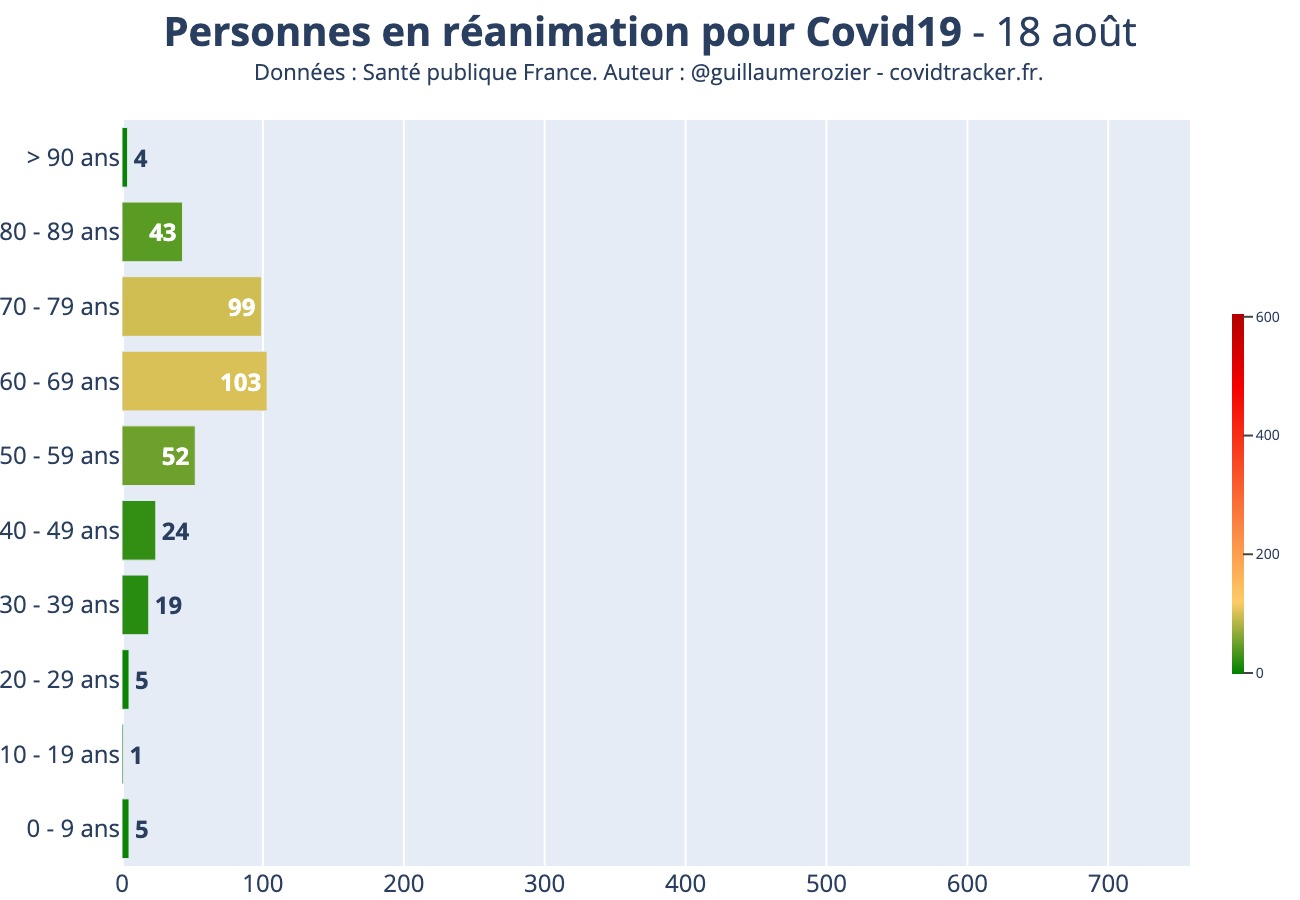 Personnes en réanimation pour Covid19 - 18 août
Données : Santé publique France. Auteur : @guillaumerozier - covidtracker.fr.
> 90 ans 4
80 - 89 ans 43
70 - 79 ans 99
60 - 69 ans 103
50 - 59 ans 52
40 - 49 ans 24
30 - 39 ans 19
20 - 29 ans 5
10 - 19 ans 1
0 - 9 ans 5
0 100 200 300 400 500 600 700
600
400
200
0